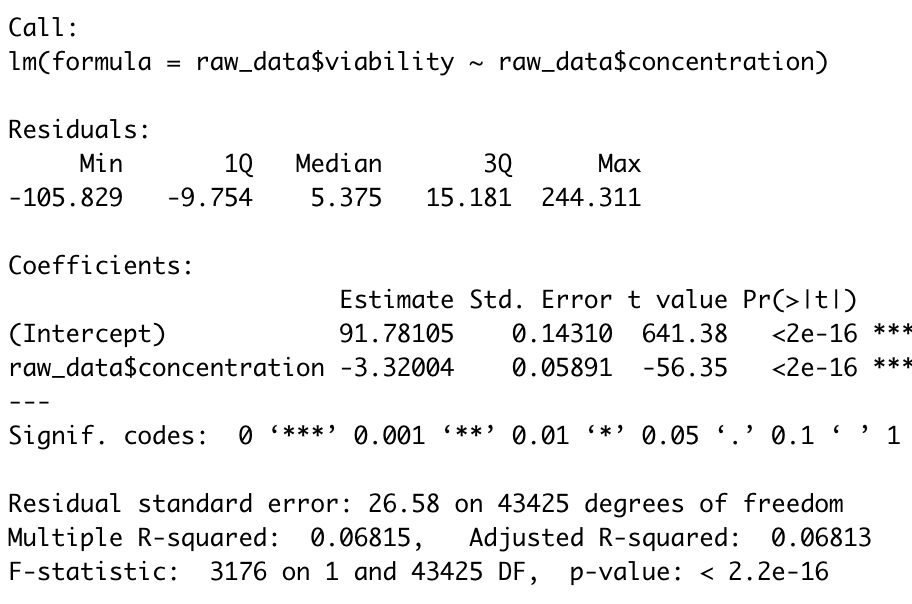 Call:
lm(formula = raw_data$viability ~ raw_data$concentration)
Residuals:
Min 1Q Median 3Q Max
-105.829 -9.754 5.375 15.181 244.311
Coefficients:
Estimate Std. Error t value Pr(>|t|)
(Intercept) 91.78105 0.14310 641.38 <2e-16 ***
raw_data$concentration -3.32004 0.05891 -56.35 <2e-16 ***
---
Signif. codes: 0 ‘***’ 0.001 ‘**’ 0.01 ‘*’ 0.05 ‘.’ 0.1 ‘ ’ 1
Residual standard error: 26.58 on 43425 degrees of freedom
Multiple R-squared: 0.06815, Adjusted R-squared: 0.06813
F-statistic: 3176 on 1 and 43425 DF, p-value: < 2.2e-16